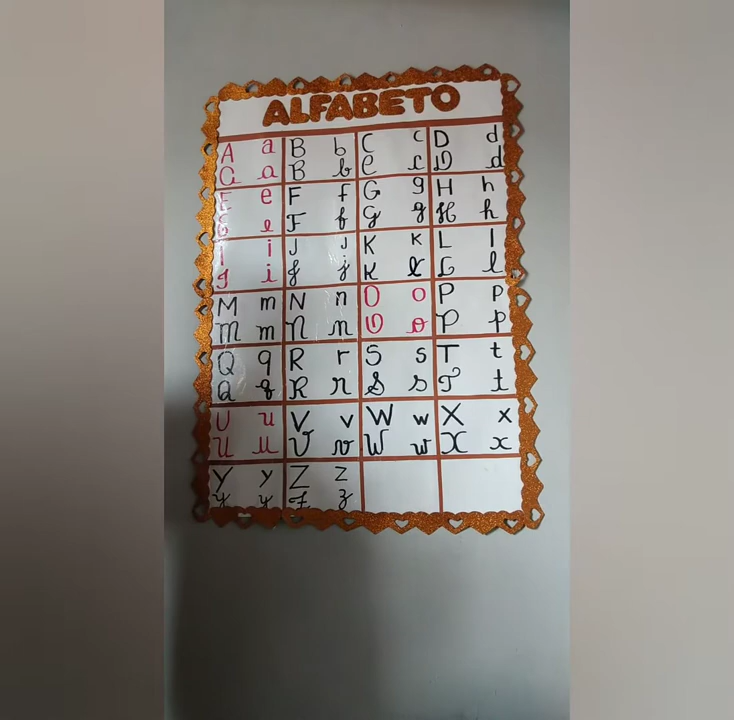 ALFABETO
A a B b C c D d
A a B b C c D d
E e F f G g H h
E e F f G g H h
I i J j K k L l
I i J j K k L l
M m N n O o P p
M m N n O o P p
Q q R r S s T t
Q q R r S s T t
U u V v W w X x
U u V v W w X x
Y y Z z
Y y Z z